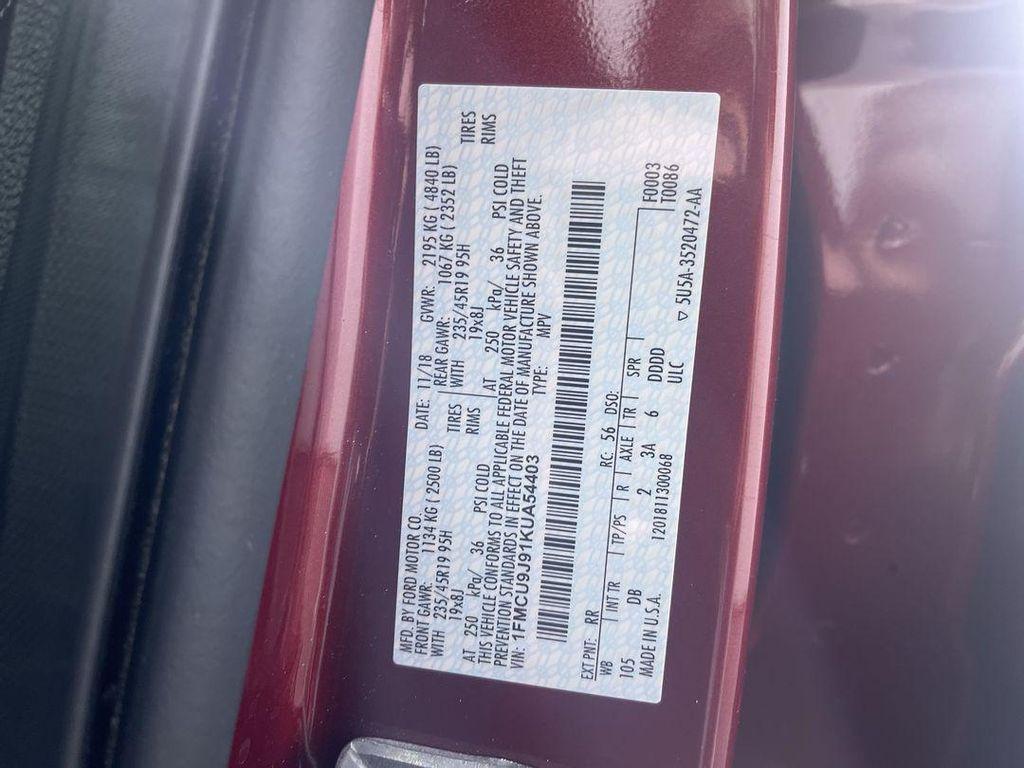 MFD. BY FORD MOTOR CO. DATE: 11/18 GVWR: 2195 KG ( 4840 LB)
FRONT GAWR: 1134 KG ( 2500 LB) REAR GAWR: 1067 KG ( 2352 LB)
WITH 235/45R19 95H TIRES WITH 235/45R19 95H TIRES
19x8J RIMS 19x8J RIMS
AT 250 kPa/ 36 PSI COLD AT 250 kPa/ 36 PSI COLD
THIS VEHICLE CONFORMS TO ALL APPLICABLE FEDERAL MOTOR VEHICLE SAFETY AND THEFT
PREVENTION STANDARDS IN EFFECT ON THE DATE OF MANUFACTURE SHOWN ABOVE.
VIN: 1FMCU9J91KUA54403 TYPE: MPV
EXT PNT: RR RC: 56 DSO:
WB INT TR TP/PS R AXLE TR SPR F0003
105 DB 2 3A 6 DDDD T0086
MADE IN U.S.A. 1201811300068 ULC
▽ 5U5A-3520472-AA